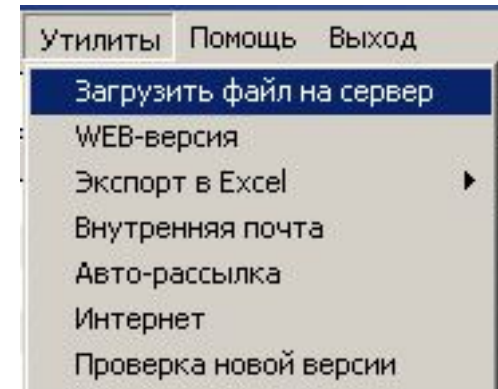 Утилиты Помощь Выход
Загрузить файл на сервер
WEB-версия
Экспорт в Excel
Внутренняя почта
Авто-рассылка
Интернет
Проверка новой версии